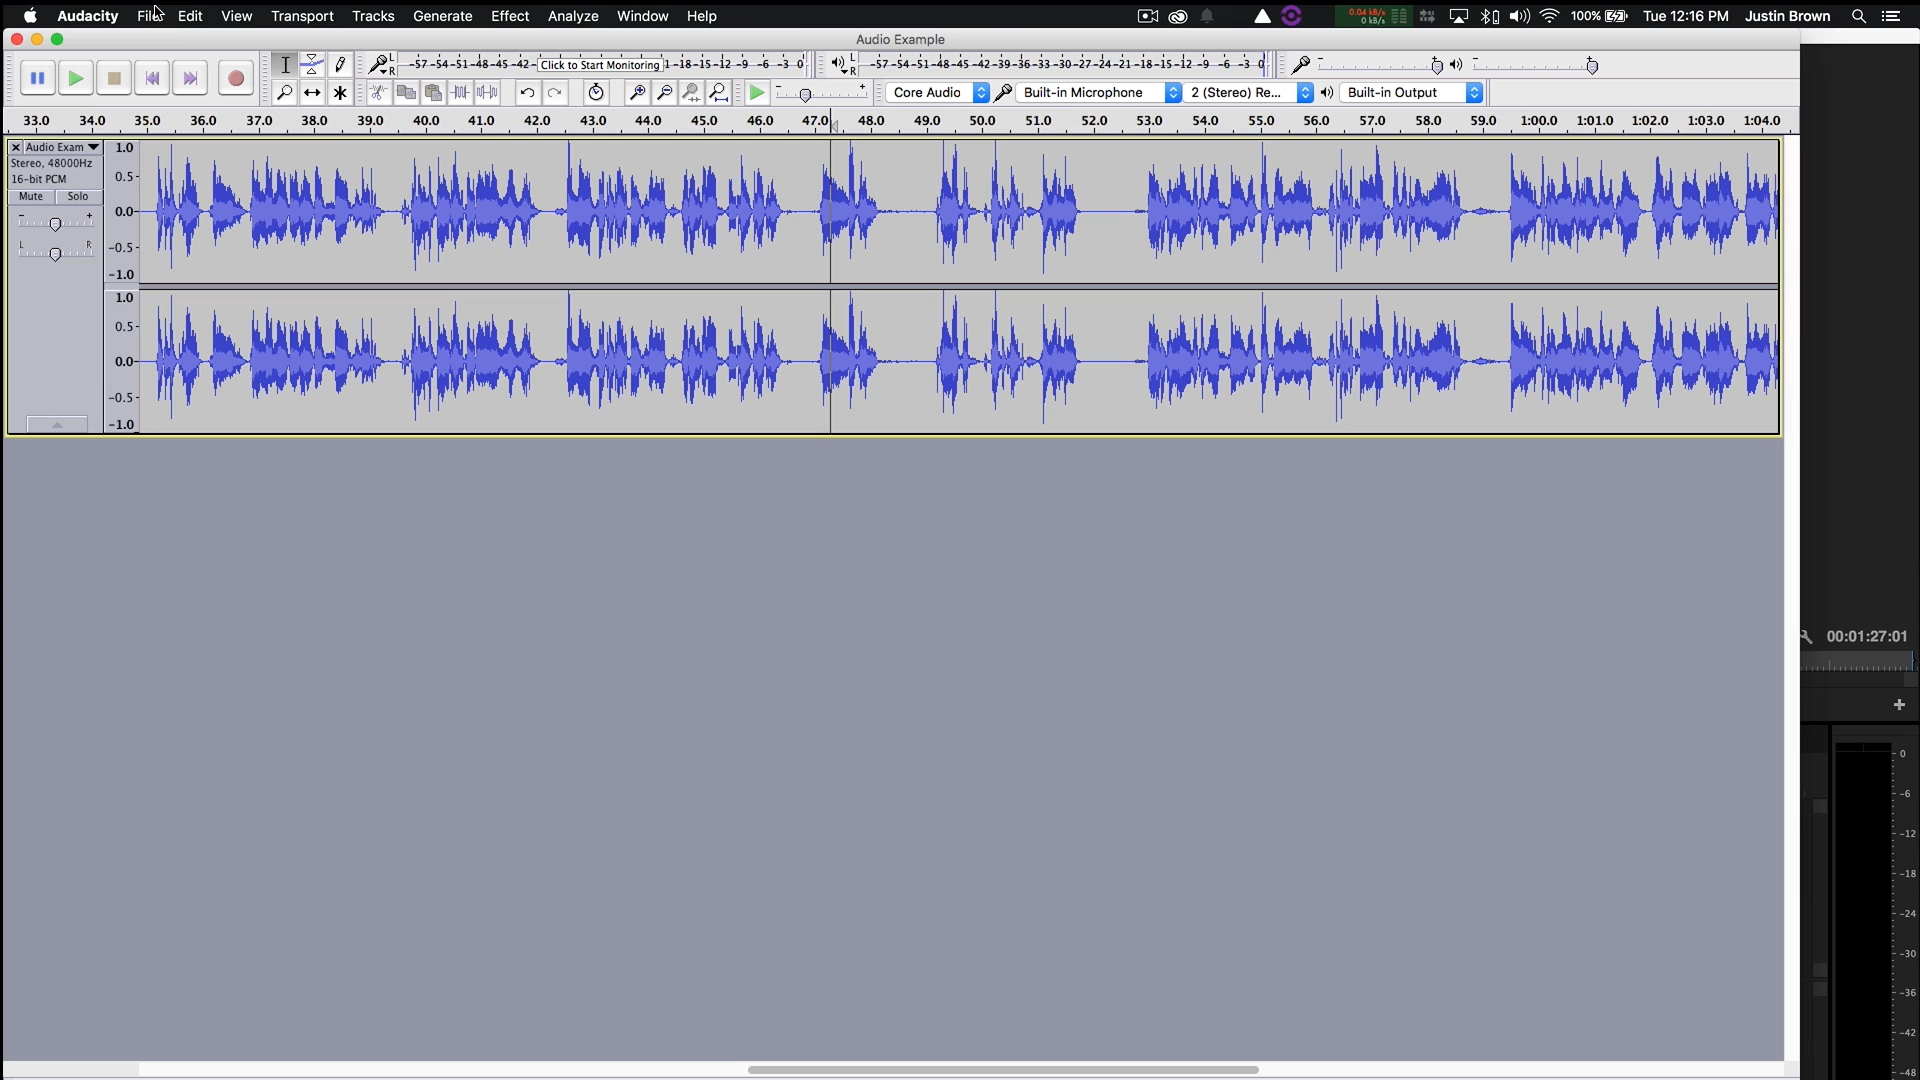 Audacity File Edit View Transport Tracks Generate Effect Analyze Window Help 0.04 kB/s 0 kB/s 100% Tue 12:16 PM Justin Brown
Audio Example
L R -57 -54 -51 -48 -45 -42 - Click to Start Monitoring 1 -18 -15 -12 -9 -6 -3 0 L R -57 -54 -51 -48 -45 -42 -39 -36 -33 -30 -27 -24 -21 -18 -15 -12 -9 -6 -3 0 - + - +
- + Core Audio Built-in Microphone 2 (Stereo) Re... Built-in Output
33.0 34.0 35.0 36.0 37.0 38.0 39.0 40.0 41.0 42.0 43.0 44.0 45.0 46.0 47.0 48.0 49.0 50.0 51.0 52.0 53.0 54.0 55.0 56.0 57.0 58.0 59.0 1:00.0 1:01.0 1:02.0 1:03.0 1:04.0
Audio Exam
Stereo, 48000Hz
16-bit PCM
Mute Solo
- +
L R
1.0
0.5
0.0
-0.5
-1.0
1.0
0.5
0.0
-0.5
-1.0
00:01:27:01
0
-6
-12
-18
-24
-30
-36
-42
-48